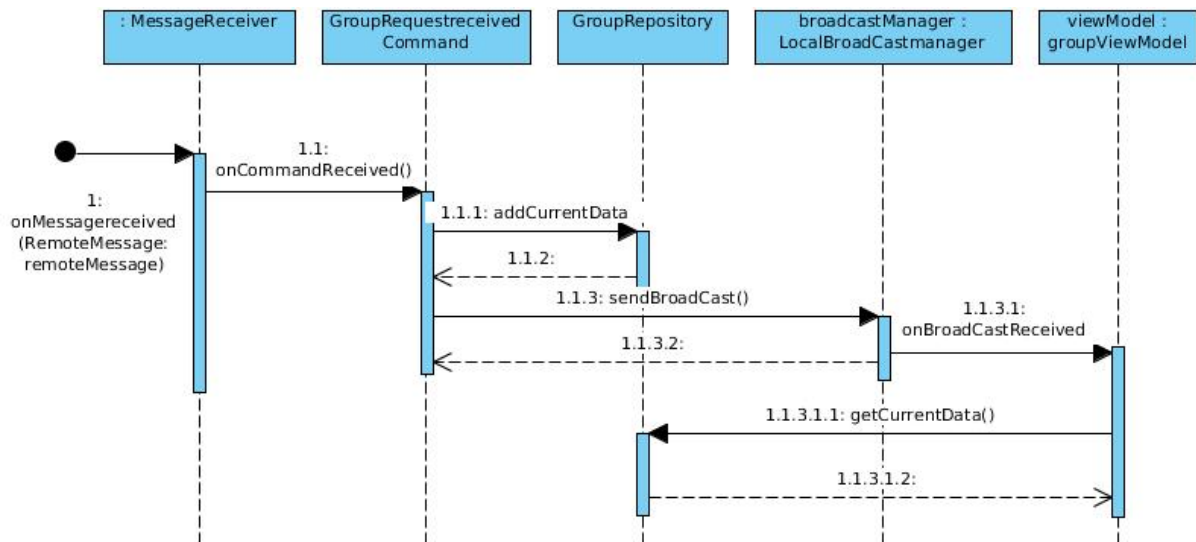 : MessageReceiver
GroupRequestreceived
Command
GroupRepository
broadcastManager :
LocalBroadCastmanager
viewModel :
groupViewModel
1:
onMessagereceived
(RemoteMessage:
remoteMessage)
1.1:
onCommandReceived()
1.1.1: addCurrentData
1.1.2:
1.1.3: sendBroadCast()
1.1.3.1:
onBroadCastReceived
1.1.3.2:
1.1.3.1.1: getCurrentData()
1.1.3.1.2: